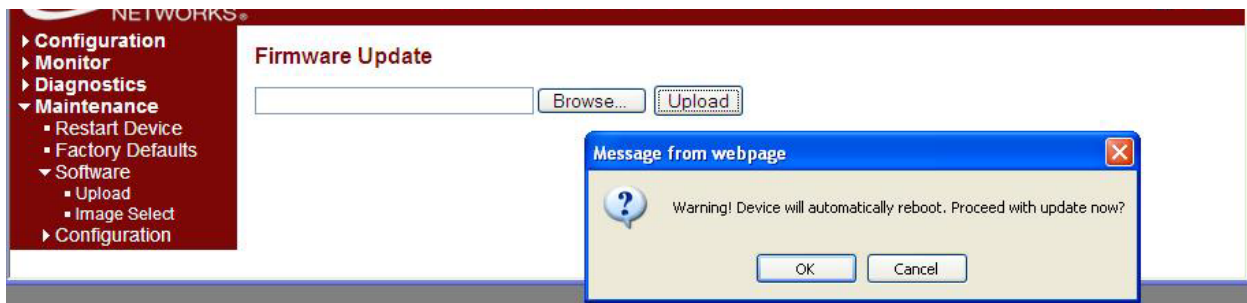 NETWORKS®
Configuration
Monitor
Diagnostics
Maintenance
Restart Device
Factory Defaults
Software
Upload
Image Select
Configuration
Firmware Update
Browse...
Upload
Message from webpage
Warning! Device will automatically reboot. Proceed with update now?
OK
Cancel